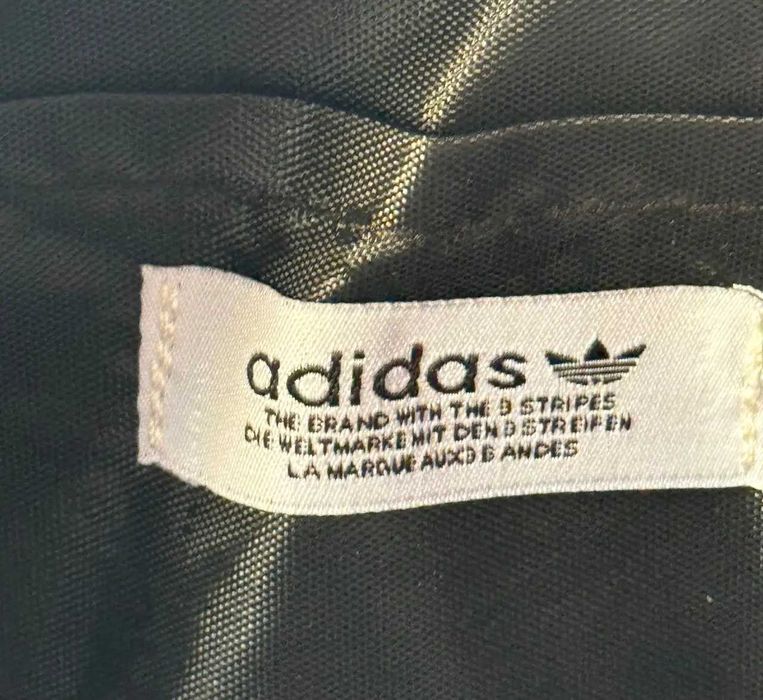 adidas
THE BRAND WITH THE 3 STRIPES
DIE WELTMARKE MIT DEN 3 STREIFEN
LA MARQUE AUX 3 BANDES